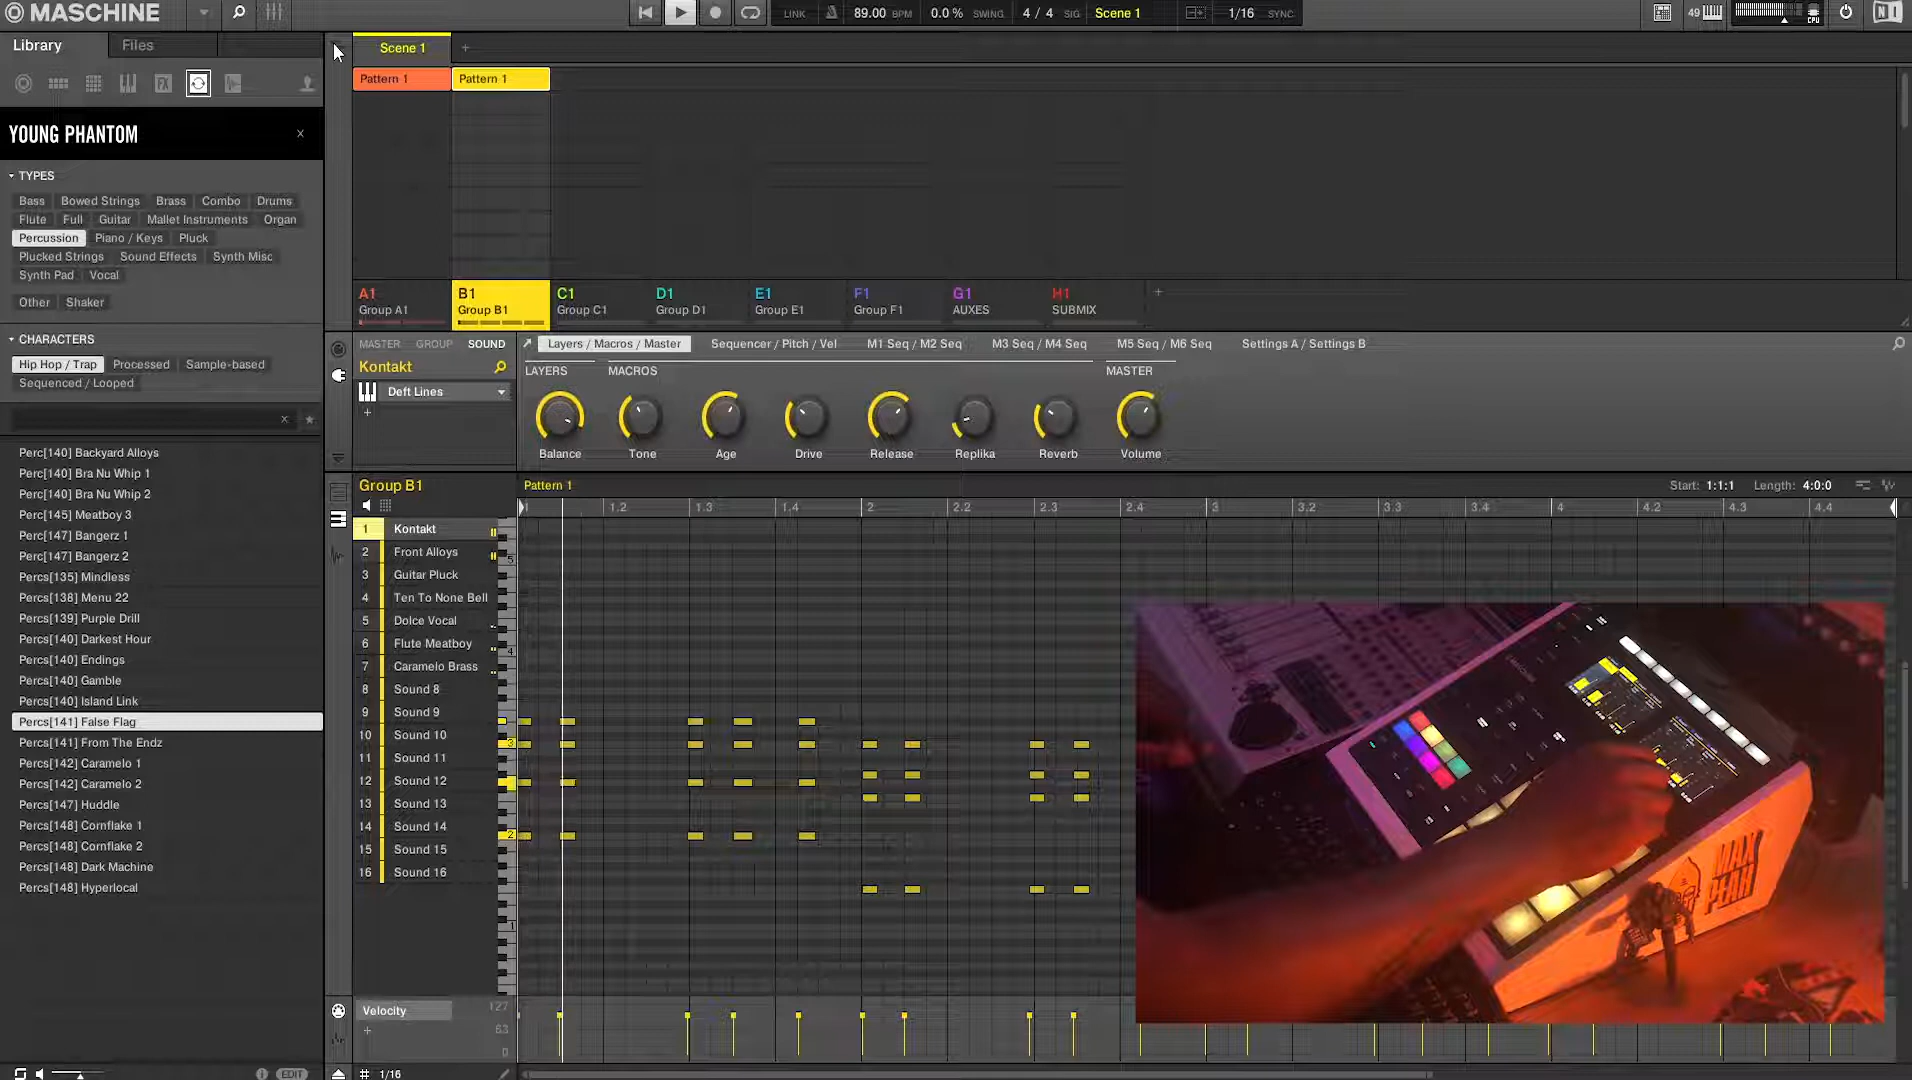 MASCHINE
LINK 89.00 BPM 0.0 % SWING 4 / 4 SIG Scene 1 1/16 SYNC
49 CPU
Library Files
FX
YOUNG PHANTOM x
TYPES
Bass Bowed Strings Brass Combo Drums
Flute Full Guitar Mallet Instruments Organ
Percussion Piano / Keys Pluck
Plucked Strings Sound Effects Synth Misc
Synth Pad Vocal
Other Shaker
CHARACTERS
Hip Hop / Trap Processed Sample-based
Sequenced / Looped
Perc[140] Backyard Alloys
Perc[140] Bra Nu Whip 1
Perc[140] Bra Nu Whip 2
Perc[145] Meatboy 3
Perc[147] Bangerz 1
Perc[147] Bangerz 2
Percs[135] Mindless
Percs[138] Menu 22
Percs[139] Purple Drill
Percs[140] Darkest Hour
Percs[140] Endings
Percs[140] Gamble
Percs[140] Island Link
Percs[141] False Flag
Percs[141] From The Endz
Percs[142] Caramelo 1
Percs[142] Caramelo 2
Percs[147] Huddle
Percs[148] Cornflake 1
Percs[148] Cornflake 2
Percs[148] Dark Machine
Percs[148] Hyperlocal
EDIT
Scene 1 +
Pattern 1 Pattern 1
A1 B1 C1 D1 E1 F1 G1 H1 +
Group A1 Group B1 Group C1 Group D1 Group E1 Group F1 AUXES SUBMIX
MASTER GROUP SOUND
Kontakt
Deft Lines
+
Layers / Macros / Master Sequencer / Pitch / Vel M1 Seq / M2 Seq M3 Seq / M4 Seq M5 Seq / M6 Seq Settings A / Settings B
LAYERS MACROS MASTER
Balance Tone Age Drive Release Replika Reverb Volume
Group B1 Pattern 1 Start: 1:1:1 Length: 4:0:0
1 1.2 1.3 1.4 2 2.2 2.3 2.4 3 3.2 3.3 3.4 4 4.2 4.3 4.4
1 Kontakt
2 Front Alloys
3 Guitar Pluck
4 Ten To None Bell
5 Dolce Vocal
6 Flute Meatboy
7 Caramelo Brass
8 Sound 8
9 Sound 9
10 Sound 10
11 Sound 11
12 Sound 12
13 Sound 13
14 Sound 14
15 Sound 15
16 Sound 16
5
4
3
2
1
Velocity 127
+ 63
0
1/16
MAX
PEAH